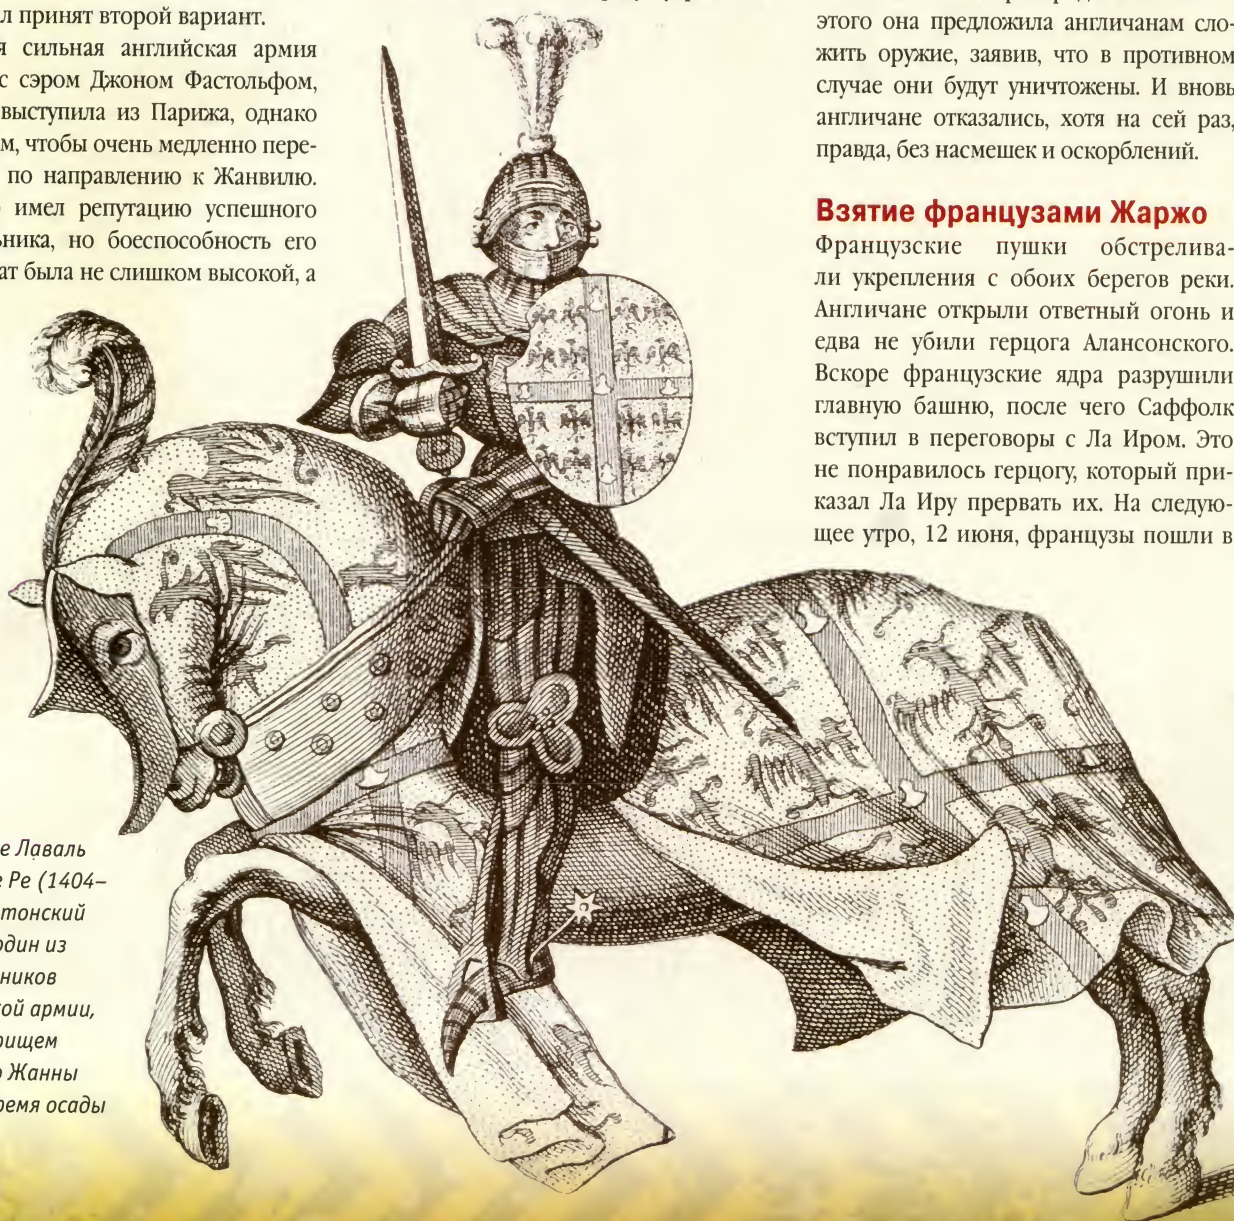 л принят второй вариант.
я сильная английская армия
с сэром Джоном Фастольфом,
выступила из Парижа, однако
м, чтобы очень медленно пере-
по направлению к Жанвилю.
имел репутацию успешного
ника, но боеспособность его
ат была не слишком высокой, а
е Лаваль
е Ре (1404–
тонский
один из
ников
ой армии,
рищем
о Жанны
ремя осады
этого она предложила англичанам сло-
жить оружие, заявив, что в противном
случае они будут уничтожены. И вновь
англичане отказались, хотя на сей раз,
правда, без насмешек и оскорблений.
Взятие французами Жаржо
Французские пушки обстрелива-
ли укрепления с обоих берегов реки.
Англичане открыли ответный огонь и
едва не убили герцога Алансонского.
Вскоре французские ядра разрушили
главную башню, после чего Саффолк
вступил в переговоры с Ла Иром. Это
не понравилось герцогу, который при-
казал Ла Иру прервать их. На следую-
щее утро, 12 июня, французы пошли в